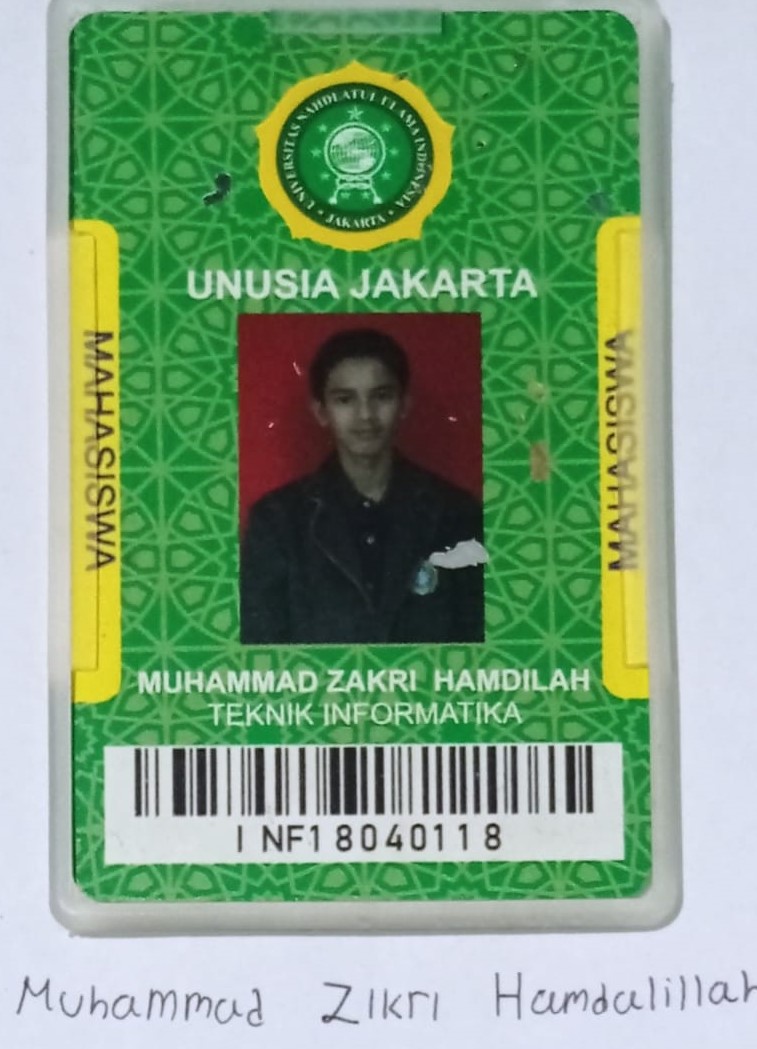 UNIVERSITAS NAHDLATUL ULAMA INDONESIA
• JAKARTA •
UNUSIA JAKARTA
MAHASISWA
MAHASISWA
MUHAMMAD ZAKRI HAMDILAH
TEKNIK INFORMATIKA
I NF18040118
Muhammad Zikri Hamdalillah